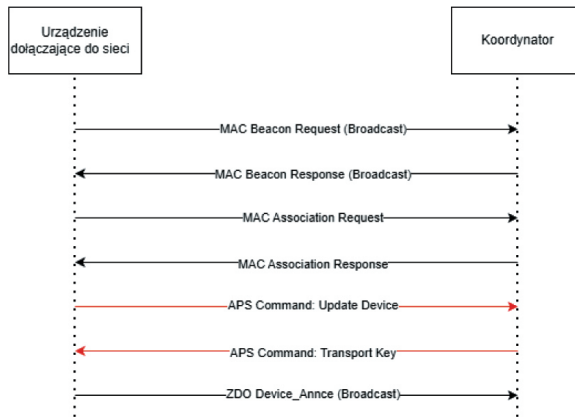 Urządzenie
dołączające do sieci
Koordynator
MAC Beacon Request (Broadcast)
MAC Beacon Response (Broadcast)
MAC Association Request
MAC Association Response
APS Command: Update Device
APS Command: Transport Key
ZDO Device_Annce (Broadcast)